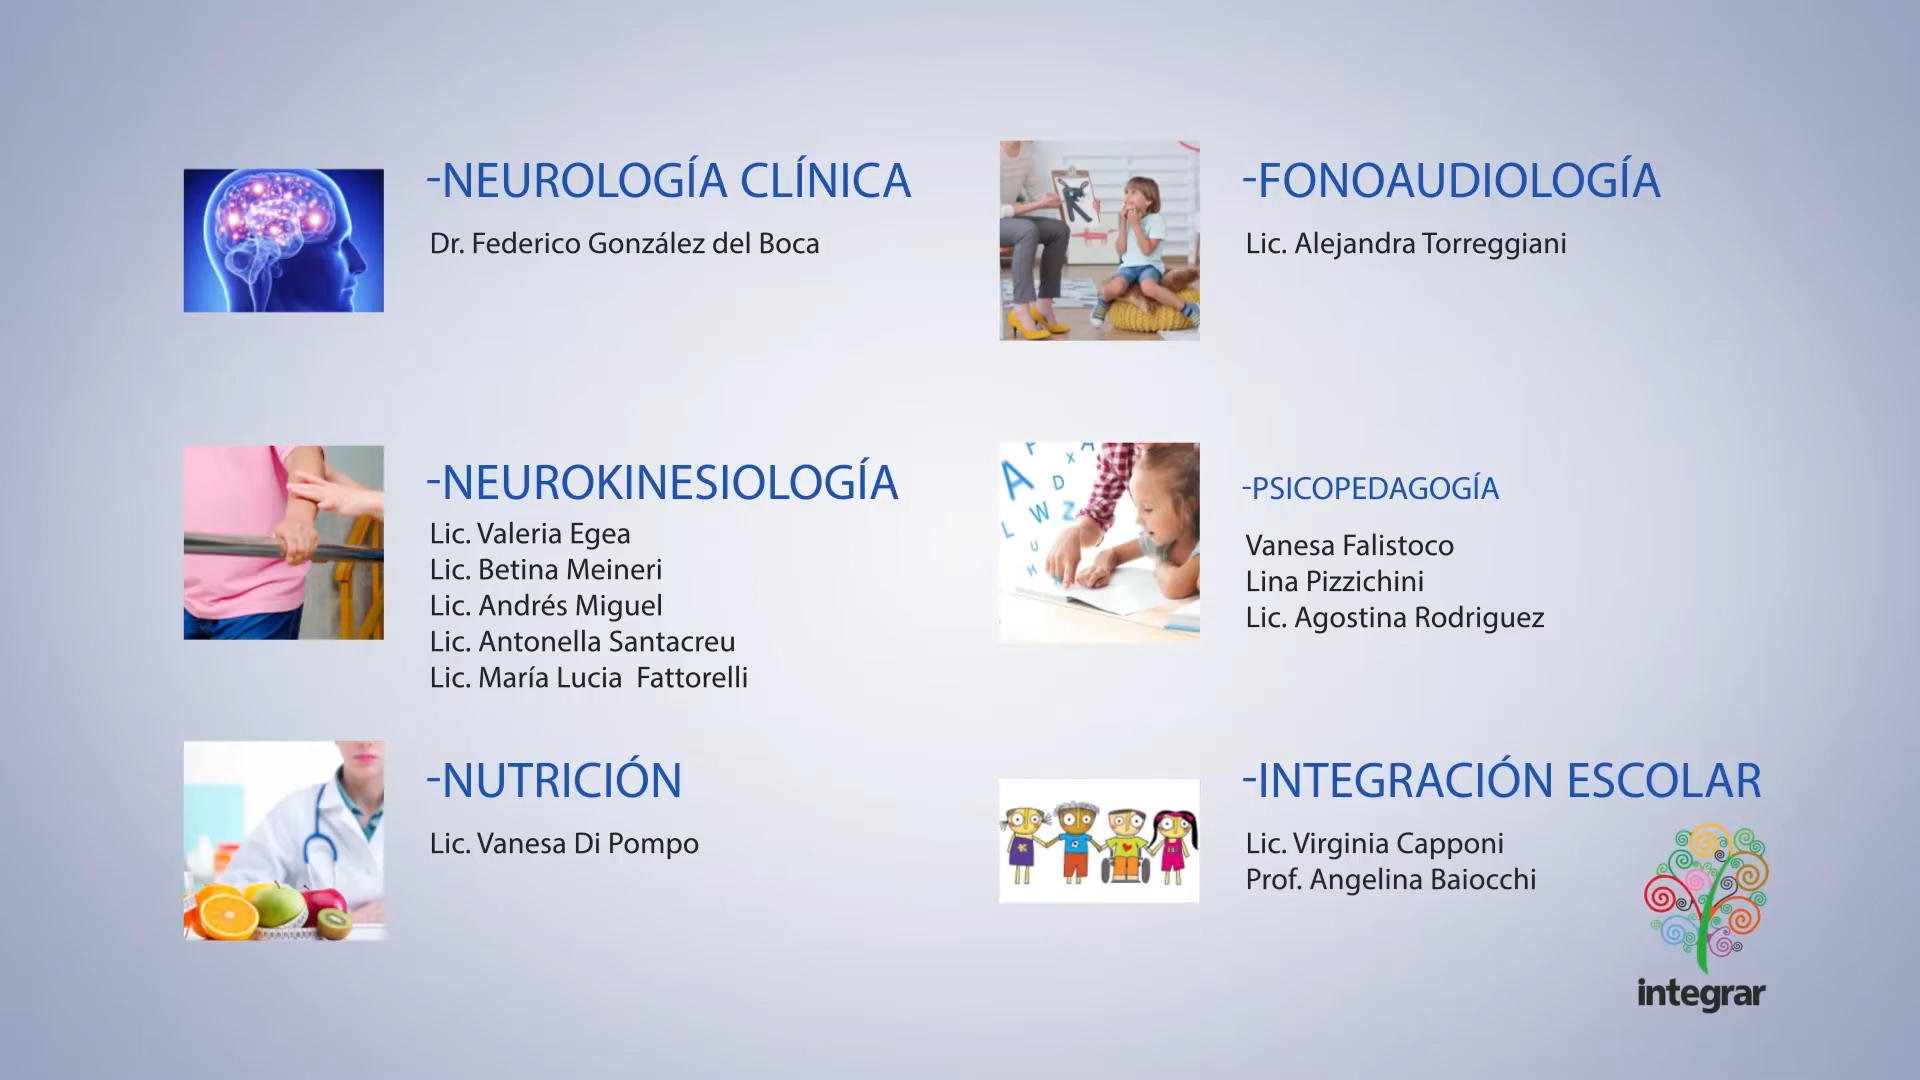 -NEUROLOGÍA CLÍNICA
Dr. Federico González del Boca
-FONOAUDIOLOGÍA
Lic. Alejandra Torreggiani
-NEUROKINESIOLOGÍA
Lic. Valeria Egea
Lic. Betina Meineri
Lic. Andrés Miguel
Lic. Antonella Santacreu
Lic. María Lucia  Fattorelli
-PSICOPEDAGOGÍA
Vanesa Falistoco
Lina Pizzichini
Lic. Agostina Rodriguez
-NUTRICIÓN
Lic. Vanesa Di Pompo
-INTEGRACIÓN ESCOLAR
Lic. Virginia Capponi
Prof. Angelina Baiocchi
integrar